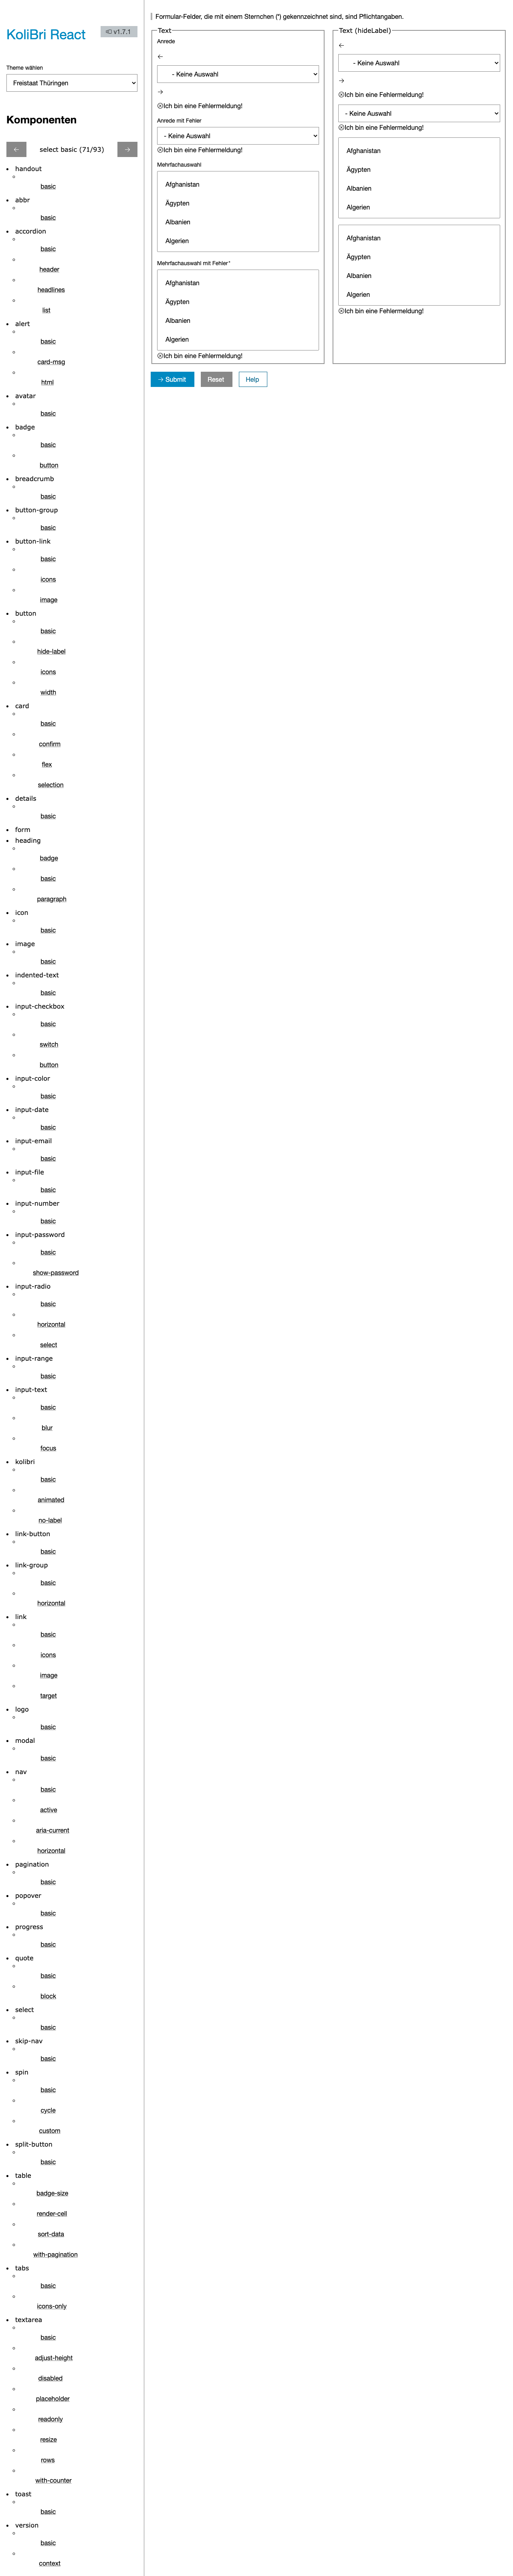 KoliBri React
v1.7.1
Theme wählen
Freistaat Thüringen
Komponenten
← select basic (71/93) →
handout
basic
abbr
basic
accordion
basic
header
headlines
list
alert
basic
card-msg
html
avatar
basic
badge
basic
button
breadcrumb
basic
button-group
basic
button-link
basic
icons
image
button
basic
hide-label
icons
width
card
basic
confirm
flex
selection
details
basic
form
heading
badge
basic
paragraph
icon
basic
image
basic
indented-text
basic
input-checkbox
basic
switch
button
input-color
basic
input-date
basic
input-email
basic
input-file
basic
input-number
basic
input-password
basic
show-password
input-radio
basic
horizontal
select
input-range
basic
input-text
basic
blur
focus
kolibri
basic
animated
no-label
link-button
basic
link-group
basic
horizontal
link
basic
icons
image
target
logo
basic
modal
basic
nav
basic
active
aria-current
horizontal
pagination
basic
popover
basic
progress
basic
quote
basic
block
select
basic
skip-nav
basic
spin
basic
cycle
custom
split-button
basic
table
badge-size
render-cell
sort-data
with-pagination
tabs
basic
icons-only
textarea
basic
adjust-height
disabled
placeholder
readonly
resize
rows
with-counter
toast
basic
version
basic
context
Formular-Felder, die mit einem Sternchen (*) gekennzeichnet sind, sind Pflichtangaben.
Text
Anrede
←
- Keine Auswahl
→
Ich bin eine Fehlermeldung!
Anrede mit Fehler
- Keine Auswahl
Ich bin eine Fehlermeldung!
Mehrfachauswahl
Afghanistan
Ägypten
Albanien
Algerien
Mehrfachauswahl mit Fehler*
Afghanistan
Ägypten
Albanien
Algerien
Ich bin eine Fehlermeldung!
Text (hideLabel)
←
- Keine Auswahl
→
Ich bin eine Fehlermeldung!
- Keine Auswahl
Ich bin eine Fehlermeldung!
Afghanistan
Ägypten
Albanien
Algerien
Afghanistan
Ägypten
Albanien
Algerien
Ich bin eine Fehlermeldung!
→ Submit
Reset
Help